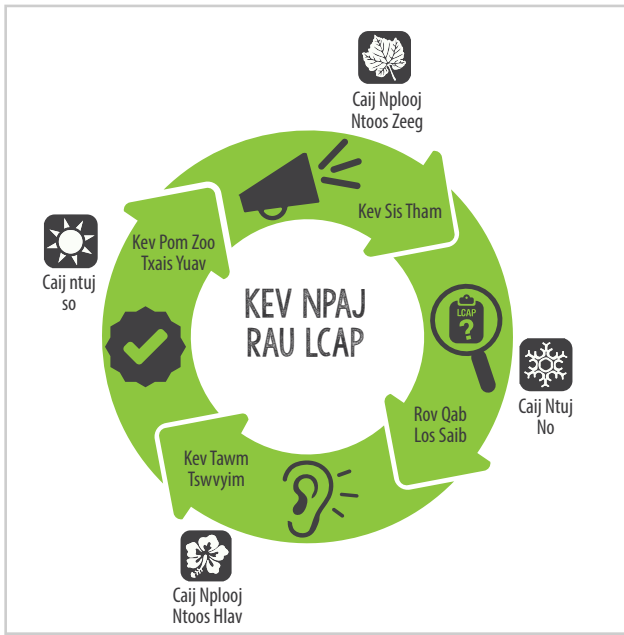 Caij Nplooj
Ntoos Zeeg
Kev Sis Tham
LCAP
?
Caij Ntuj
No
Rov Qab
Los Saib
Caij Nplooj
Ntoos Hlav
Kev Tawm
Tswvyim
Caij ntuj
so
Kev Pom Zoo
Txais Yuav
KEV NPAJ
RAU LCAP